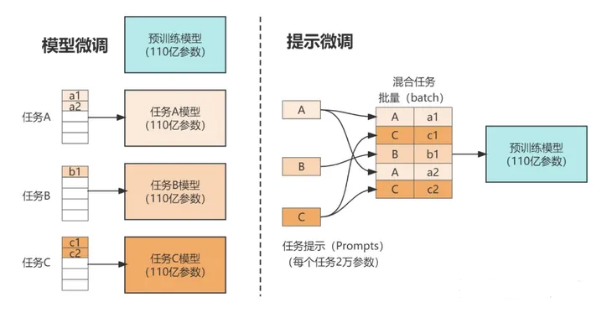 模型微调
预训练模型
(110亿参数)
任务A
a1
a2
任务A模型
(110亿参数)
任务B
b1
任务B模型
(110亿参数)
任务C
c1
c2
任务C模型
(110亿参数)
提示微调
混合任务
批量（batch）
A
B
C
A a1
C c1
B b1
A a2
C c2
预训练模型
(110亿参数)
任务提示（Prompts）
(每个任务2万参数)